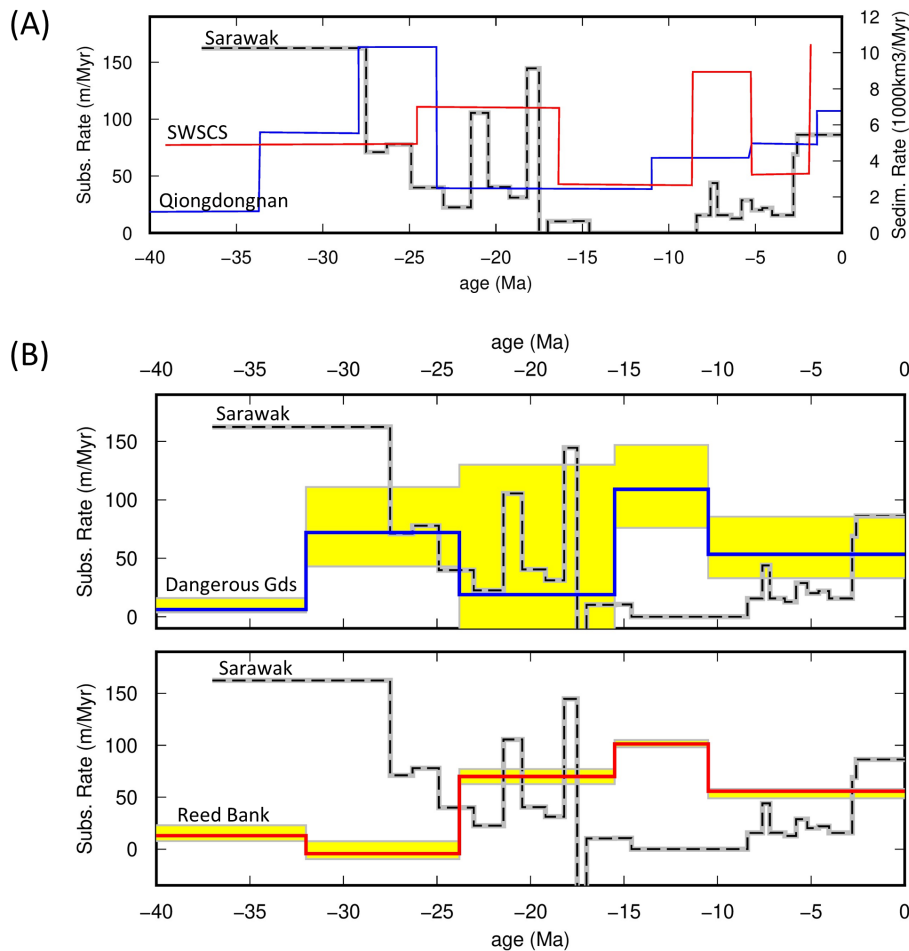 (A)
Subs. Rate (m/Myr)
0
50
100
150
Sarawak
SWSCS
Qiongdongnan
0
2
4
6
8
10
12
Sedim. Rate (1000km3/Myr)
−40 −35 −30 −25 −20 −15 −10 −5 0
age (Ma)
(B)
age (Ma)
−40 −35 −30 −25 −20 −15 −10 −5 0
Subs. Rate (m/Myr)
0
50
100
150
Sarawak
Dangerous Gds
Subs. Rate (m/Myr)
0
50
100
150
Sarawak
Reed Bank
−40 −35 −30 −25 −20 −15 −10 −5 0
age (Ma)